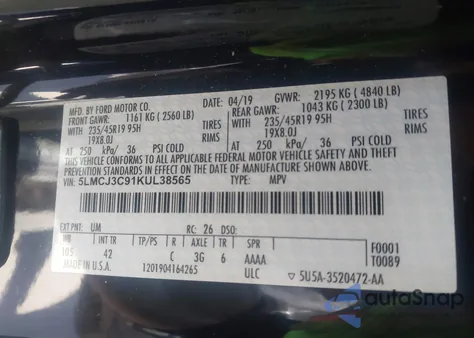 MFD. BY FORD MOTOR CO. 04/19 GVWR: 2195 KG ( 4840 LB)
FRONT GAWR: REAR GAWR:
1161 KG ( 2560 LB) 1043 KG ( 2300 LB)
235/45R19 95H TIRES 235/45R19 95H TIRES
19X8.0J RIMS 19X8.0J RIMS
AT 250 kPa/ 36 PSI COLD AT 250 kPa/ 36 PSI COLD
THIS VEHICLE CONFORMS TO ALL APPLICABLE FEDERAL MOTOR VEHICLE SAFETY AND THEFT PREVENTION STANDARDS IN EFFECT ON THE DATE OF MANUFACTURE SHOWN ABOVE.
VIN: 5LMCJ3C91KUL38565 TYPE: MPV
EXT PNT: UM RC: 26 DSO:
WB INT TR TP/PS R AXLE TR SPR F0001
105 42 C 3G 6 AAAA T0089
MADE IN U.S.A. 1201904164265 ULC 5U5A-3520472-AA
autoSnap